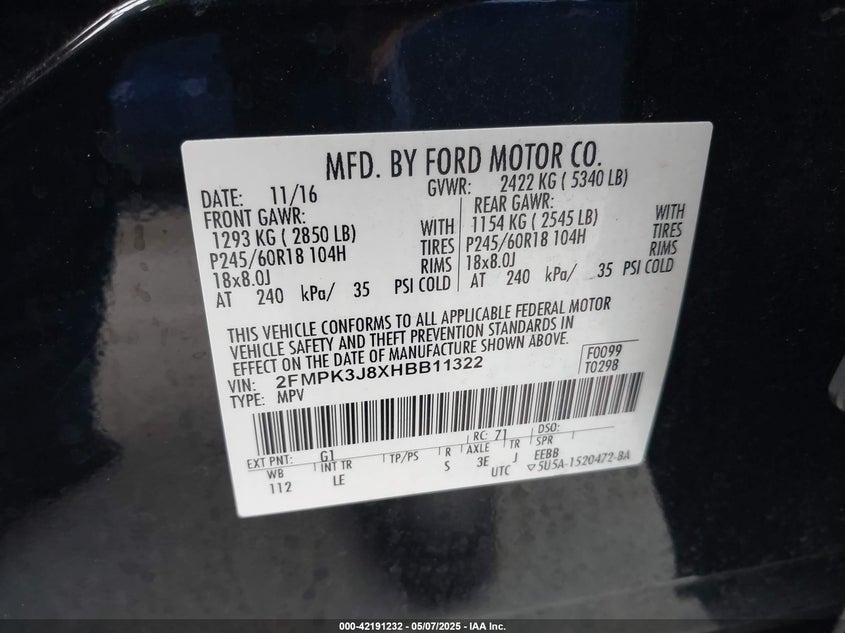 MFD. BY FORD MOTOR CO.
DATE: 11/16 GVWR: 2422 KG ( 5340 LB)
FRONT GAWR: REAR GAWR:
1293 KG ( 2850 LB) WITH 1154 KG ( 2545 LB) WITH
P245/60R18 104H TIRES P245/60R18 104H TIRES
18x8.0J RIMS 18x8.0J RIMS
AT 240 kPa/ 35 PSI COLD AT 240 kPa/ 35 PSI COLD
THIS VEHICLE CONFORMS TO ALL APPLICABLE FEDERAL MOTOR
VEHICLE SAFETY AND THEFT PREVENTION STANDARDS IN
EFFECT ON THE DATE OF MANUFACTURE SHOWN ABOVE.
VIN: 2FMPK3J8XHBB11322 F0099
TYPE: MPV T0298
EXT PNT: G1 RC: 71 DSO:
WB INT TR TP/PS R AXLE TR SPR
112 LE S 3E J EEBB
UTC ▽5U5A-1520472-BA
000-42191232 | 05/07/2025 - IAA Inc.